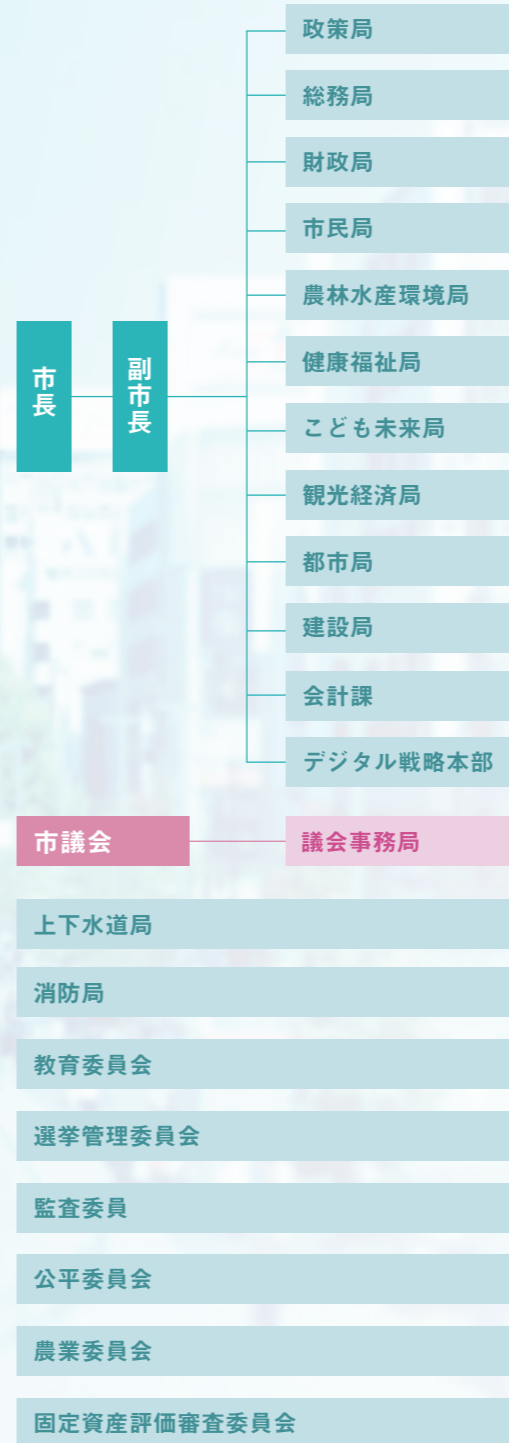 市長
副市長
政策局
総務局
財政局
市民局
農林水産環境局
健康福祉局
こども未来局
観光経済局
都市局
建設局
会計課
デジタル戦略本部
市議会
議会事務局
上下水道局
消防局
教育委員会
選挙管理委員会
監査委員
公平委員会
農業委員会
固定資産評価審査委員会